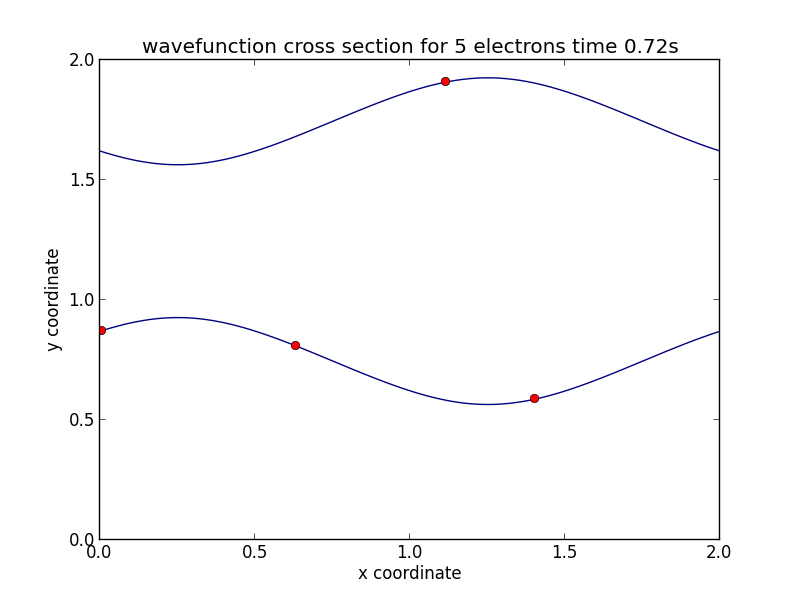 wavefunction cross section for 5 electrons time 0.72s
2.0
1.5
1.0
0.5
0.0
0.0 0.5 1.0 1.5 2.0
y coordinate
x coordinate